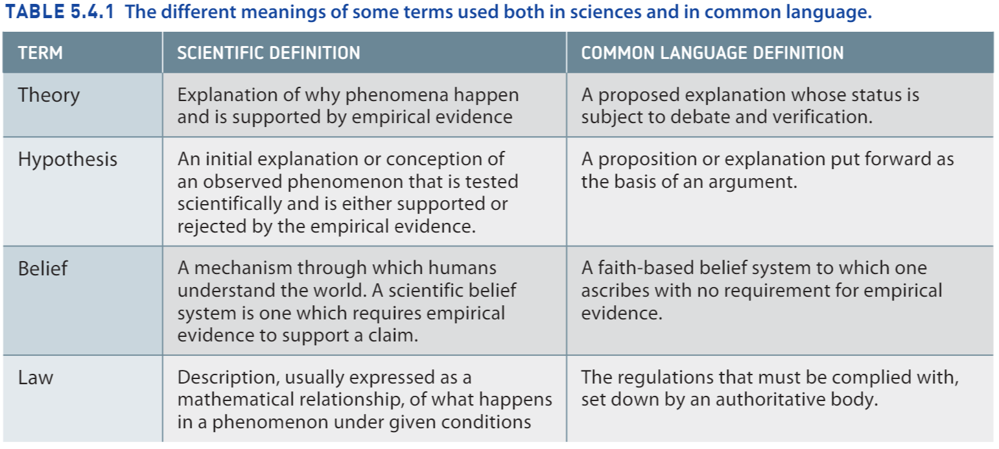 TABLE 5.4.1 The different meanings of some terms used both in sciences and in common language.
TERM
SCIENTIFIC DEFINITION
COMMON LANGUAGE DEFINITION
Theory
Explanation of why phenomena happen
and is supported by empirical evidence
A proposed explanation whose status is
subject to debate and verification.
Hypothesis
An initial explanation or conception of
an observed phenomenon that is tested
scientifically and is either supported or
rejected by the empirical evidence.
A proposition or explanation put forward as
the basis of an argument.
Belief
A mechanism through which humans
understand the world. A scientific belief
system is one which requires empirical
evidence to support a claim.
A faith-based belief system to which one
ascribes with no requirement for empirical
evidence.
Law
Description, usually expressed as a
mathematical relationship, of what happens
in a phenomenon under given conditions
The regulations that must be complied with,
set down by an authoritative body.